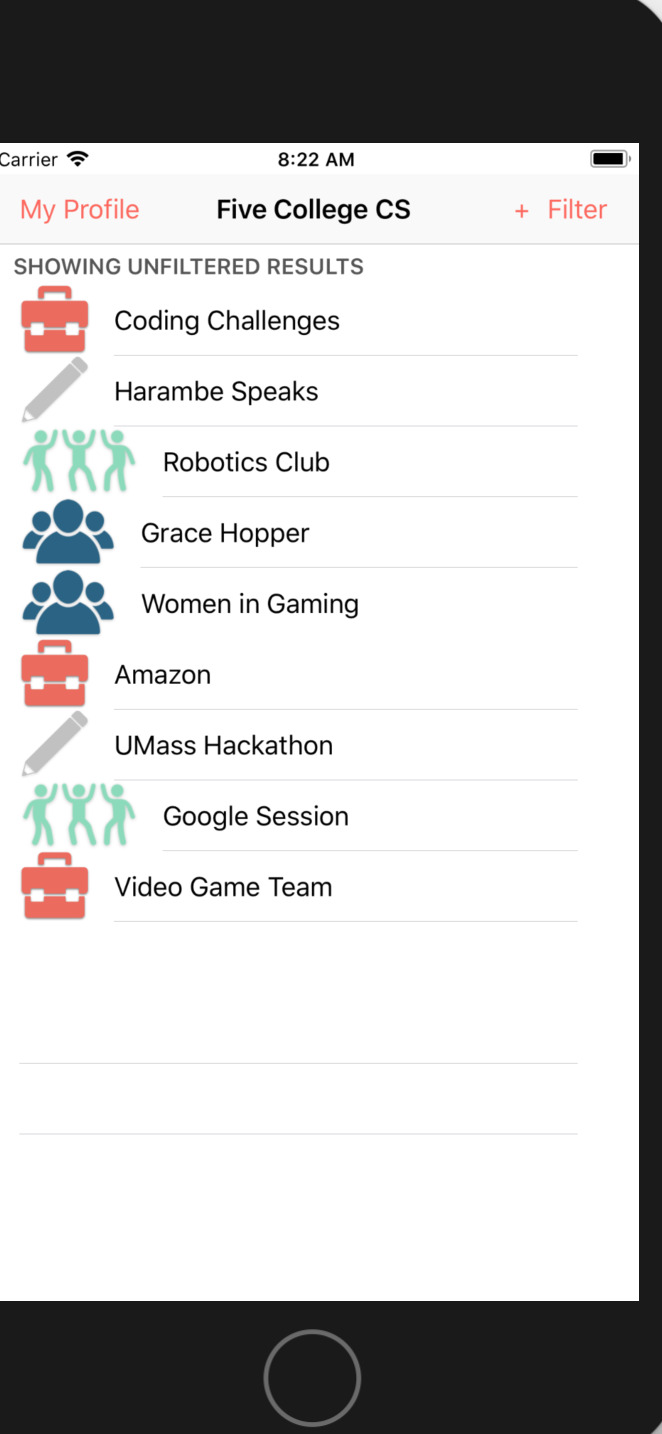 Carrier 8:22 AM
My Profile Five College CS + Filter
SHOWING UNFILTERED RESULTS
Coding Challenges
Harambe Speaks
Robotics Club
Grace Hopper
Women in Gaming
Amazon
UMass Hackathon
Google Session
Video Game Team